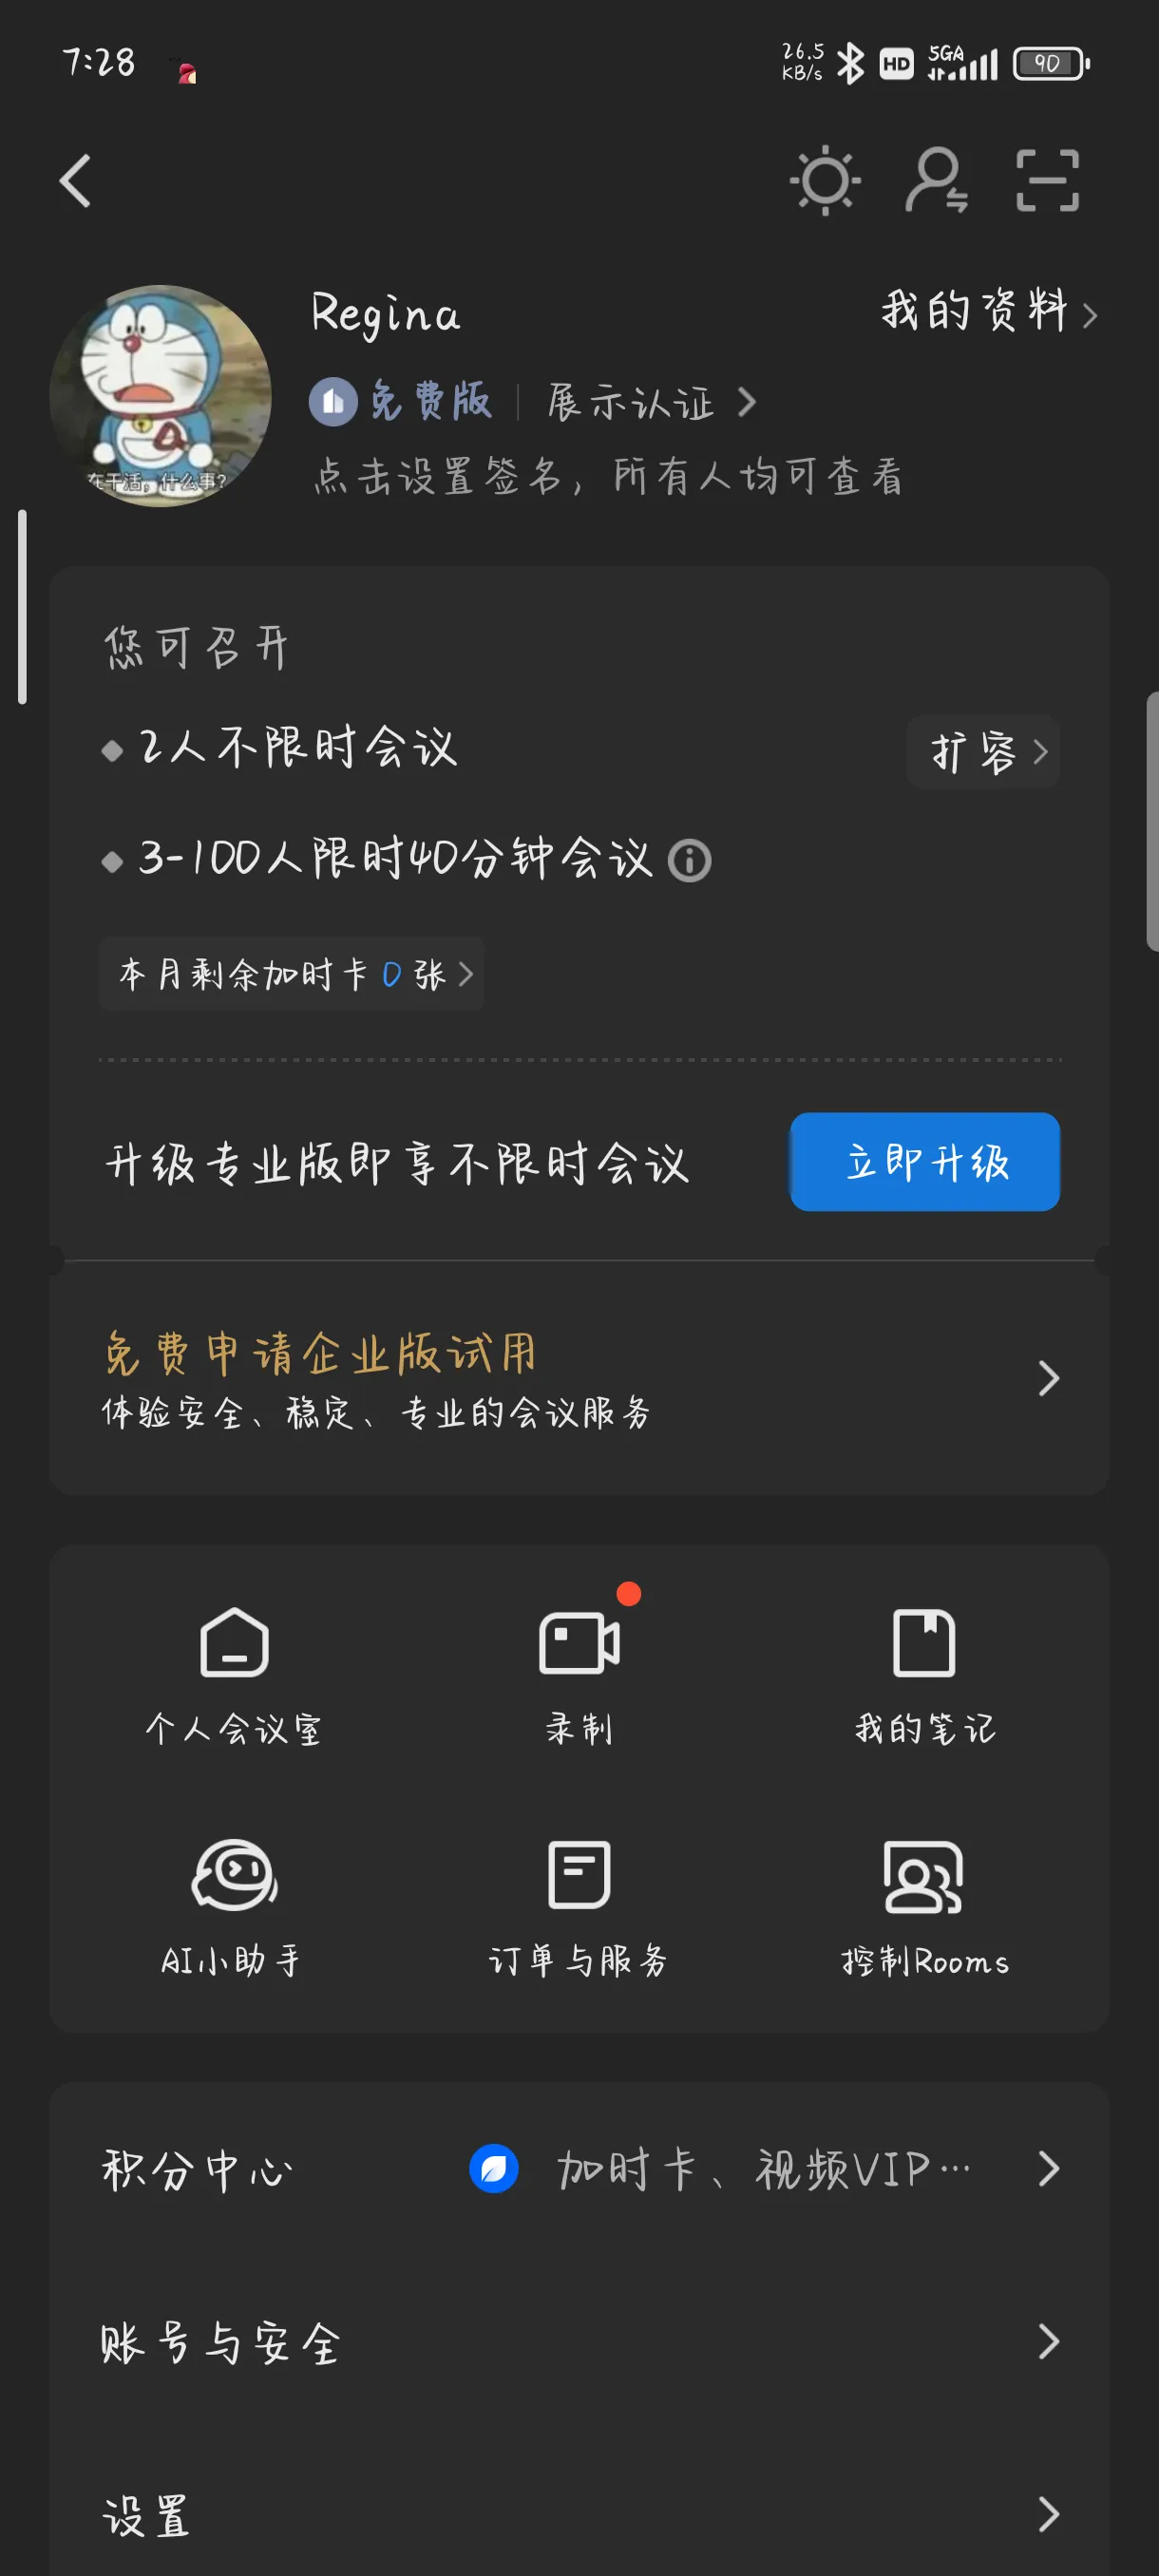 7:28
26.5 KB/s HD 5GA 90
Regina
我的资料
免费版 展示认证
点击设置签名，所有人均可查看
在干活，什么事?
您可召开
2人不限时会议
扩容
3-100人限时40分钟会议
本月剩余加时卡 0 张
升级专业版即享不限时会议
立即升级
免费申请企业版试用
体验安全、稳定、专业的会议服务
个人会议室 录制 我的笔记
AI小助手 订单与服务 控制Rooms
积分中心 加时卡、视频VIP…
账号与安全
设置